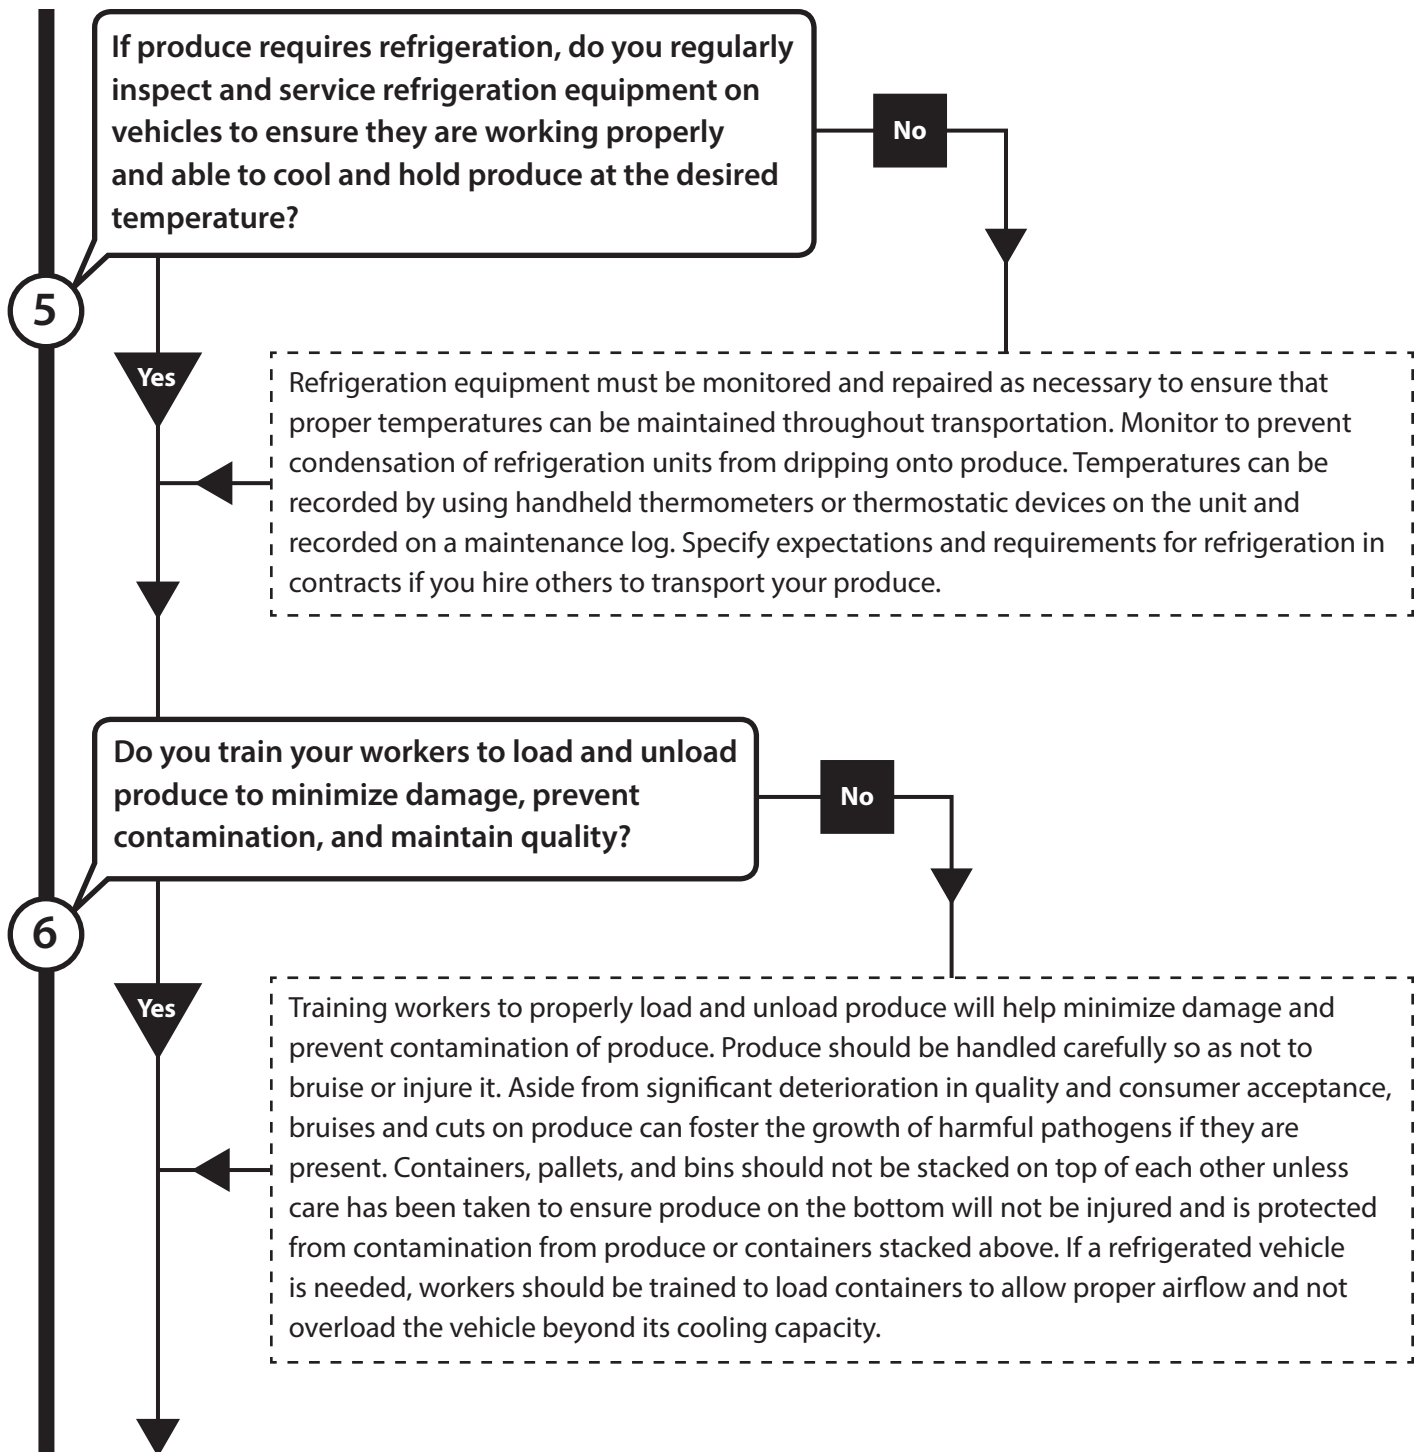 If produce requires refrigeration, do you regularly
inspect and service refrigeration equipment on
vehicles to ensure they are working properly
and able to cool and hold produce at the desired
temperature?
No
5
Yes
Refrigeration equipment must be monitored and repaired as necessary to ensure that
proper temperatures can be maintained throughout transportation. Monitor to prevent
condensation of refrigeration units from dripping onto produce. Temperatures can be
recorded by using handheld thermometers or thermostatic devices on the unit and
recorded on a maintenance log. Specify expectations and requirements for refrigeration in
contracts if you hire others to transport your produce.
Do you train your workers to load and unload
produce to minimize damage, prevent
contamination, and maintain quality?
No
6
Yes
Training workers to properly load and unload produce will help minimize damage and
prevent contamination of produce. Produce should be handled carefully so as not to
bruise or injure it. Aside from significant deterioration in quality and consumer acceptance,
bruises and cuts on produce can foster the growth of harmful pathogens if they are
present. Containers, pallets, and bins should not be stacked on top of each other unless
care has been taken to ensure produce on the bottom will not be injured and is protected
from contamination from produce or containers stacked above. If a refrigerated vehicle
is needed, workers should be trained to load containers to allow proper airflow and not
overload the vehicle beyond its cooling capacity.